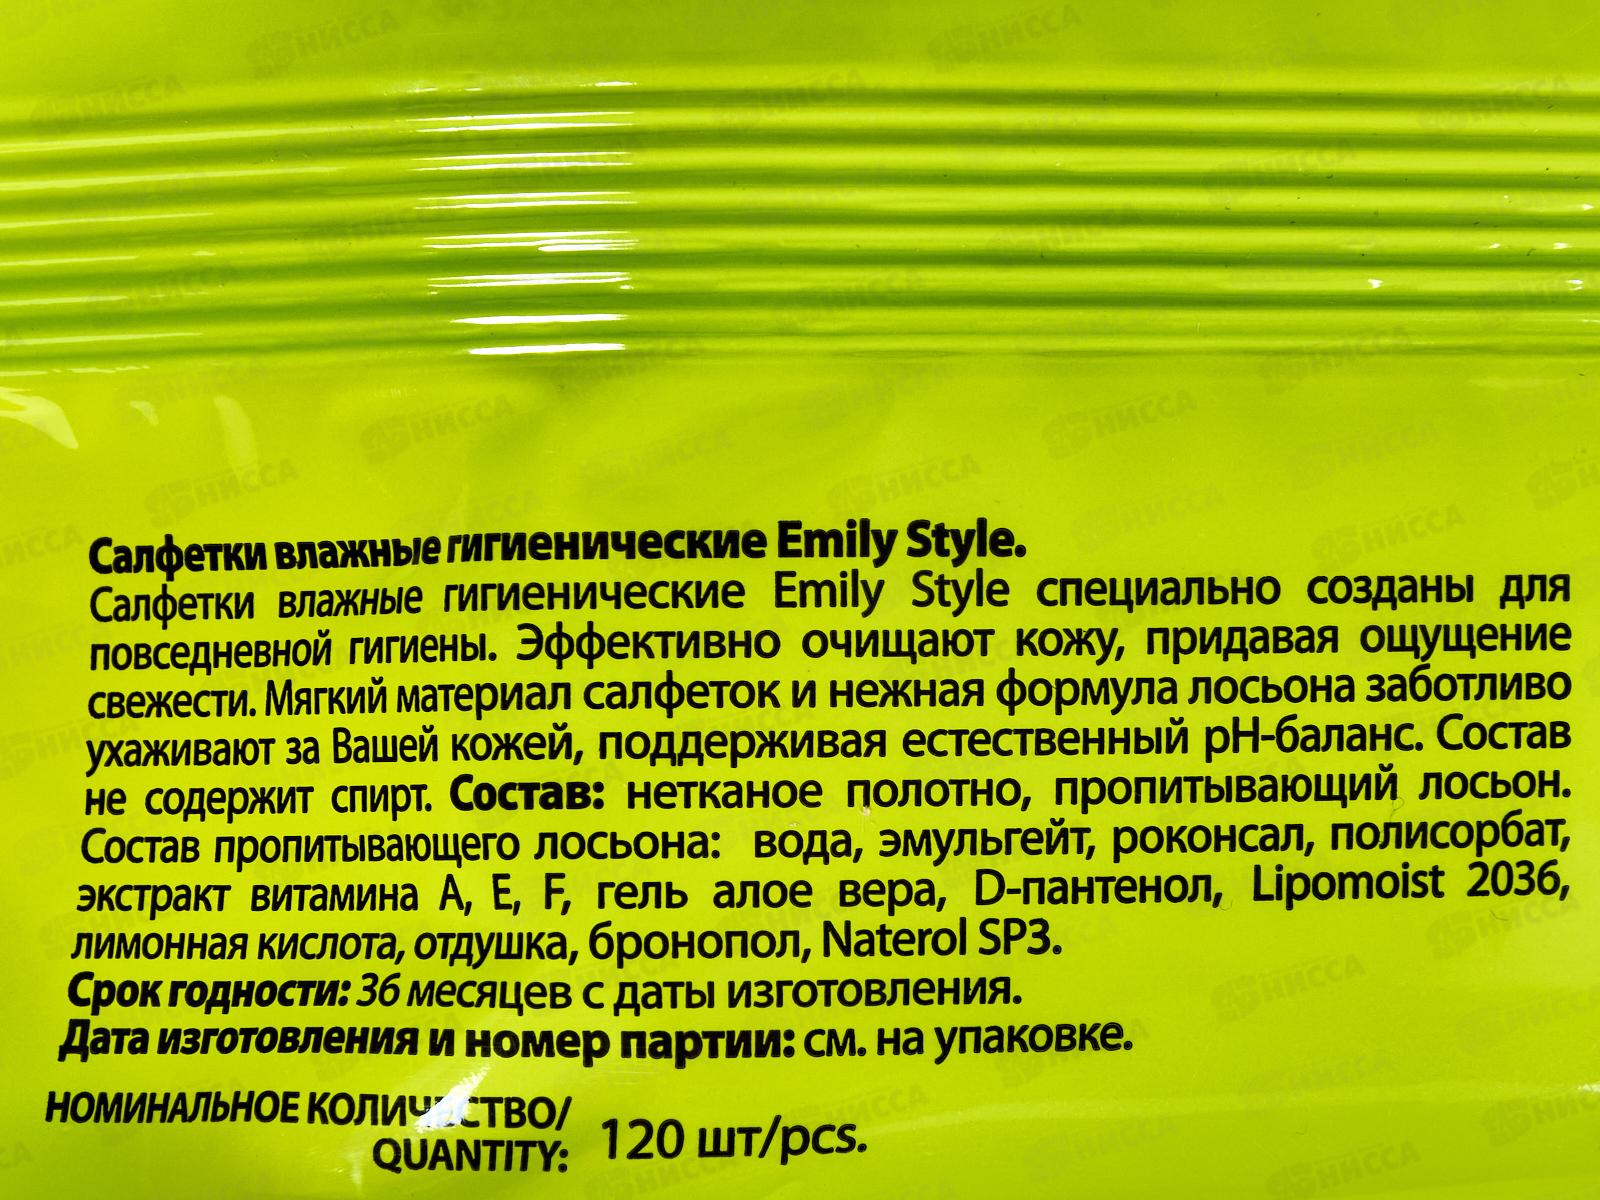 Салфетки влажные гигиенические Emily Style.
Салфетки влажные гигиенические Emily Style специально созданы для
повседневной гигиены. Эффективно очищают кожу, придавая ощущение
свежести. Мягкий материал салфеток и нежная формула лосьона заботливо
ухаживают за Вашей кожей, поддерживая естественный рН-баланс. Состав
не содержит спирт. Состав: нетканое полотно, пропитывающий лосьон.
Состав пропитывающего лосьона: вода, эмульгейт, роконсал, полисорбат,
экстракт витамина А, Е, F, гель алое вера, D-пантенол, Lipomoist 2036,
лимонная кислота, отдушка, бронопол, Naterol SP3.
Срок годности: 36 месяцев с даты изготовления.
Дата изготовления и номер партии: см. на упаковке.
НОМИНАЛЬНОЕ КОЛИЧЕСТВО/
QUANTITY: 120 шт/pcs.
НИССА